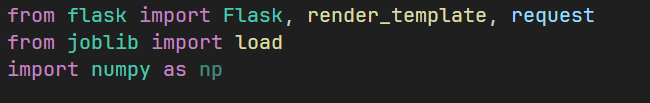 from flask import Flask, render_template, request
from joblib import load
import numpy as np